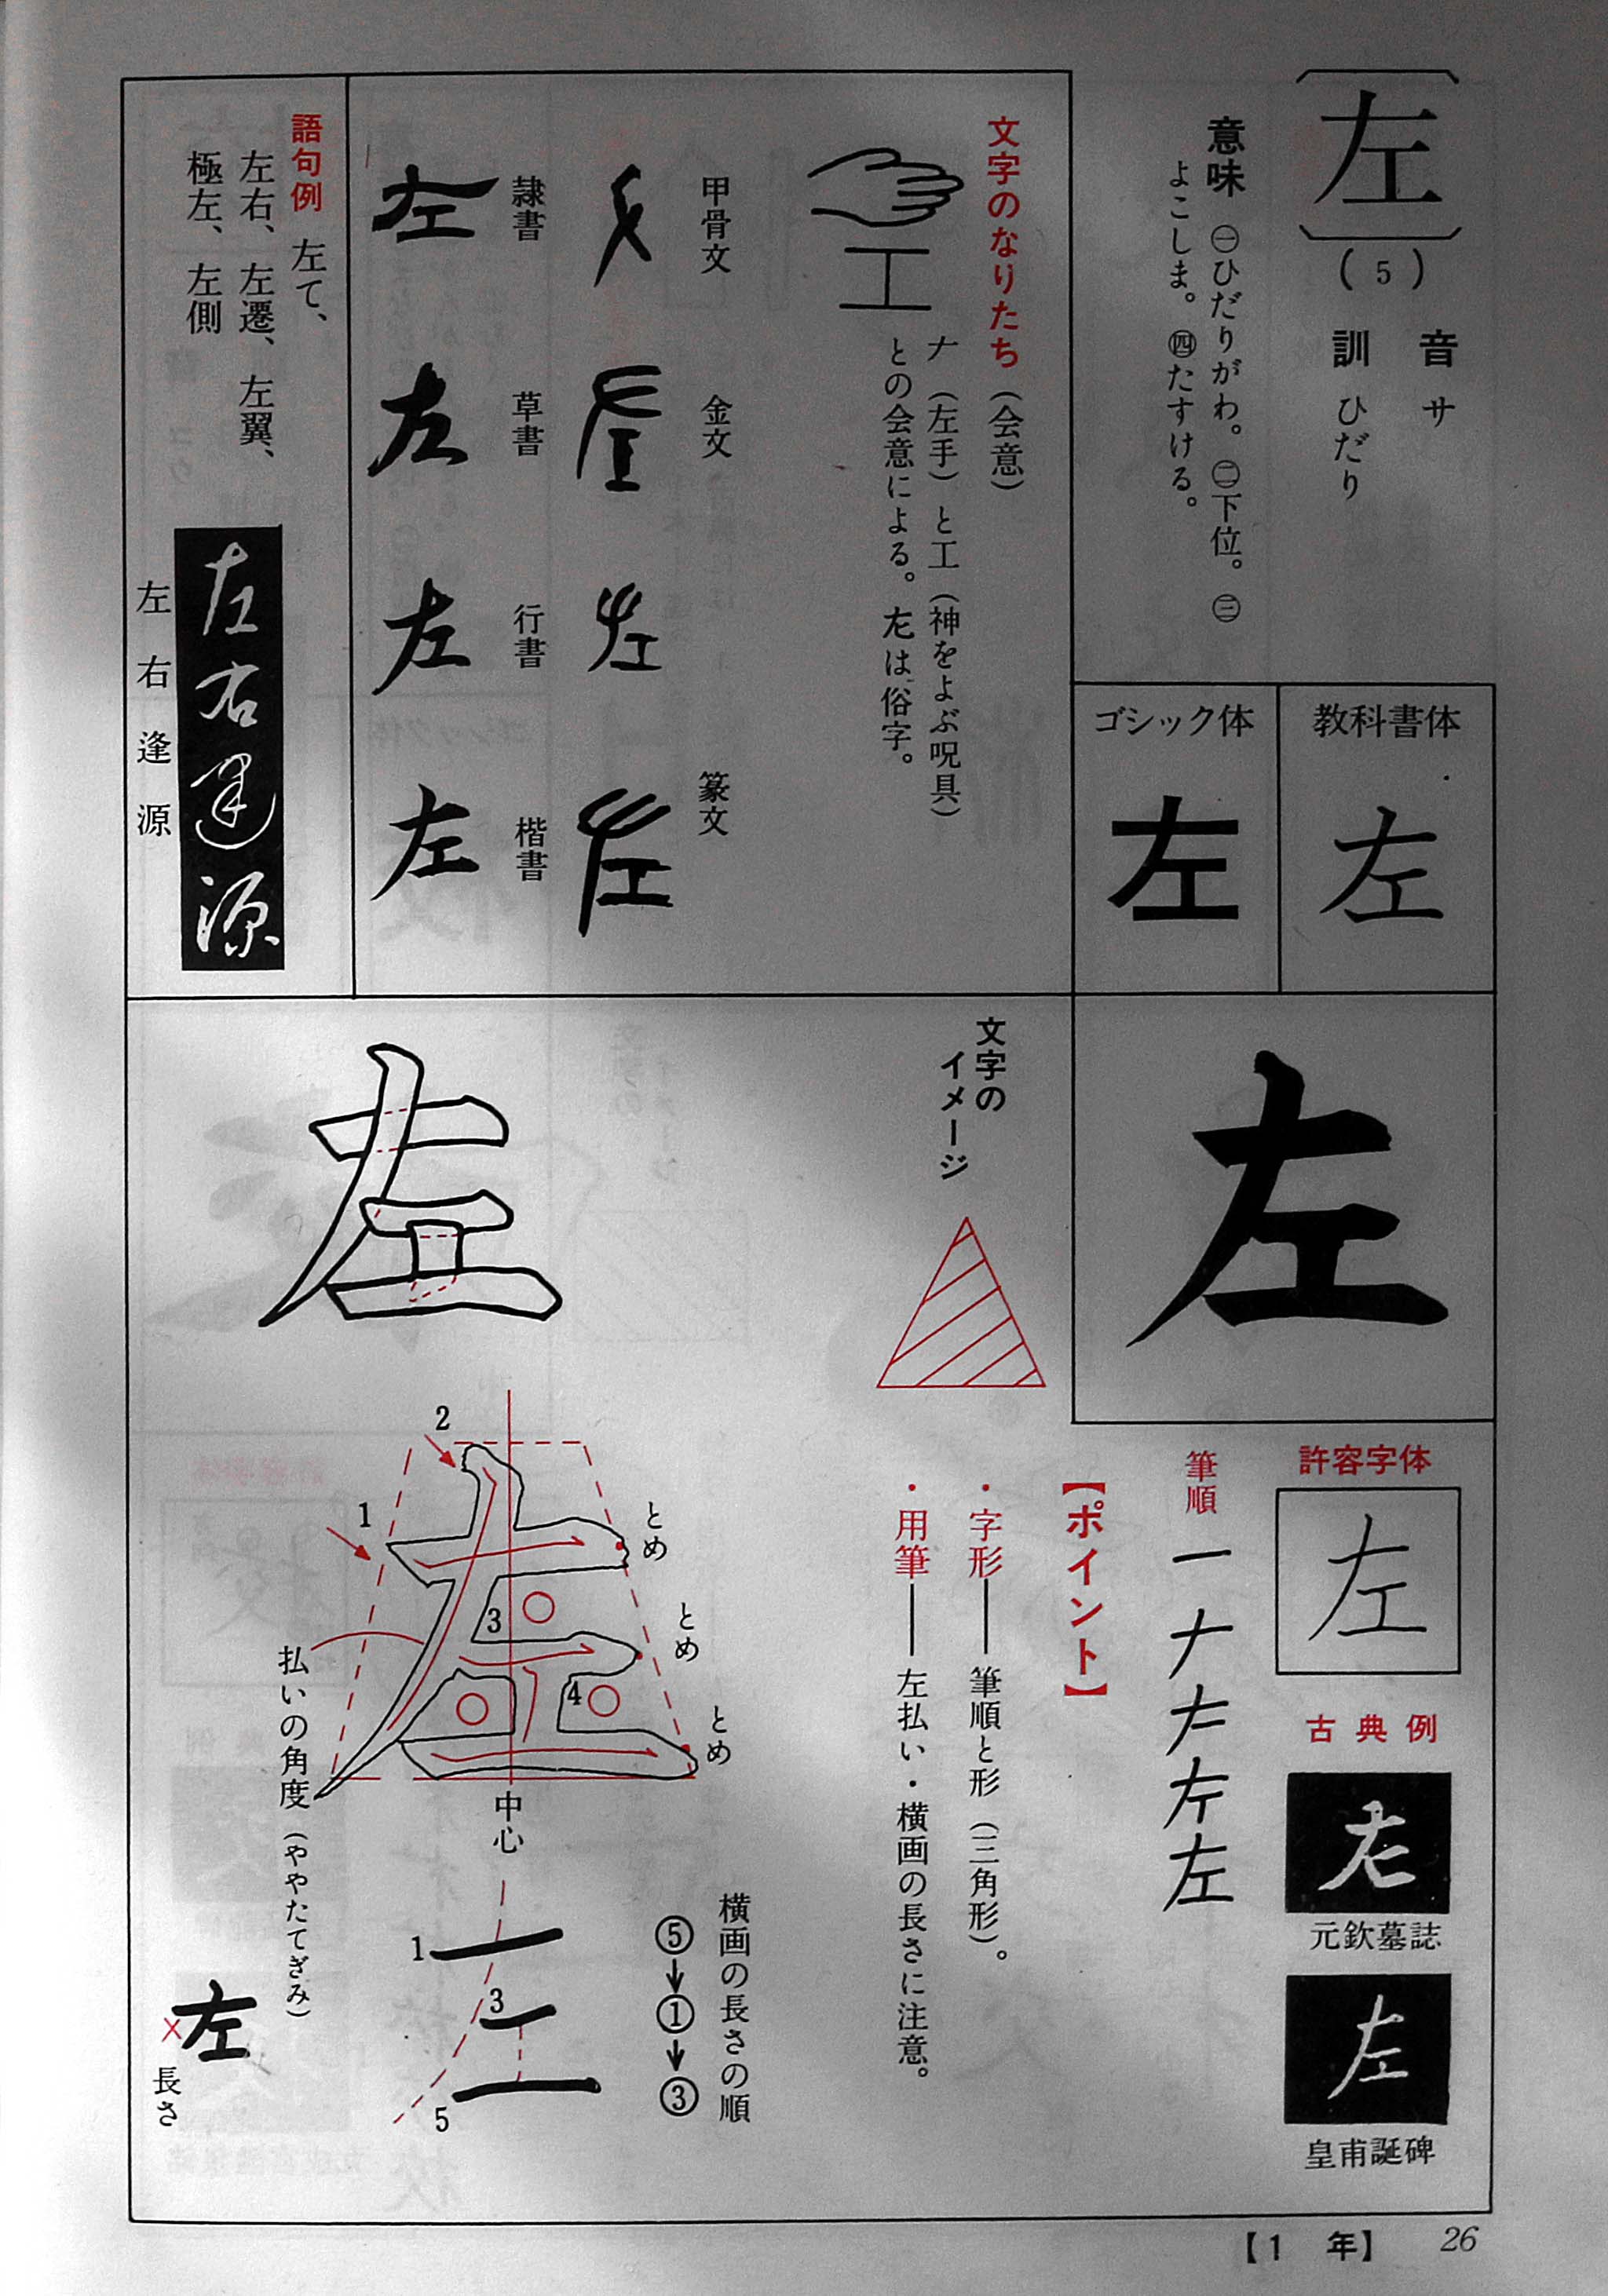 左
(5)
音 サ
訓 ひだり
意味 ㊀ひだりがわ。㊁下位。㊂
よこしま。㊃たすける。
教科書体
左
ゴシック体
左
文字のなりたち（会意）
工
ナ（左手）と工（神をよぶ呪具）
との会意による。
は俗字。
甲骨文
金文
篆文
隷書
左
草書
左
行書
左
楷書
左
語句例 左て、
左右、左遷、左翼、
極左、左側
左右逢源
左右逢源
左
文字の
イメージ
左
許容字体
左
古典例
元欽墓誌
左
皇甫誕碑
筆順
一ナ
左
【ポイント】
・字形――筆順と形（三角形）。
・用筆――左払い・横画の長さに注意。
2
1
3
4
とめ
とめ
とめ
中心
払いの角度（ややたてぎみ）
横画の長さの順
⑤→①→③
1
3
5
左
×
長さ
【1 年】
26